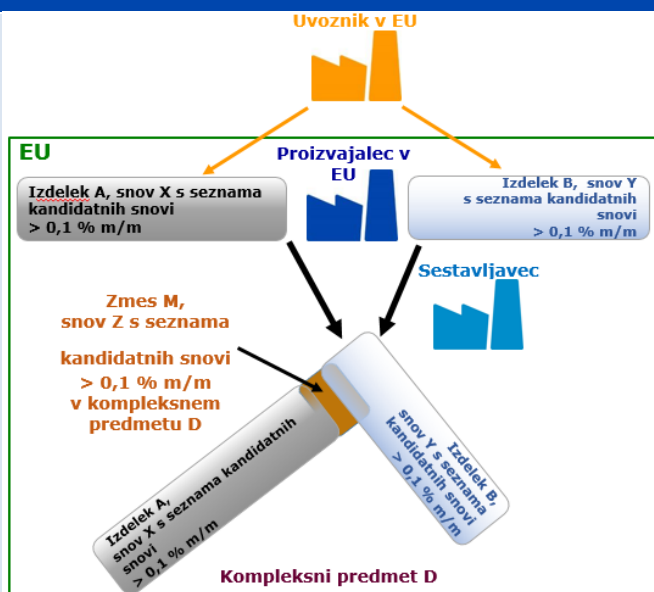 Uvoznik v EU
EU
Proizvajalec v
EU
Izdelek A, snov X s seznama
kandidatnih snovi
> 0,1 % m/m
Izdelek B,  snov Y
s seznama kandidatnih
snovi
> 0,1 % m/m
Sestavljavec
Zmes M,
snov Z s seznama
kandidatnih snovi
> 0,1 % m/m
v kompleksnem
predmetu D
Izdelek A,
snov X s seznama kandidatnih
snovi
> 0,1 % m/m
Izdelek B,
snov Y s seznama
kandidatnih snovi
> 0,1 % m/m
Kompleksni predmet D